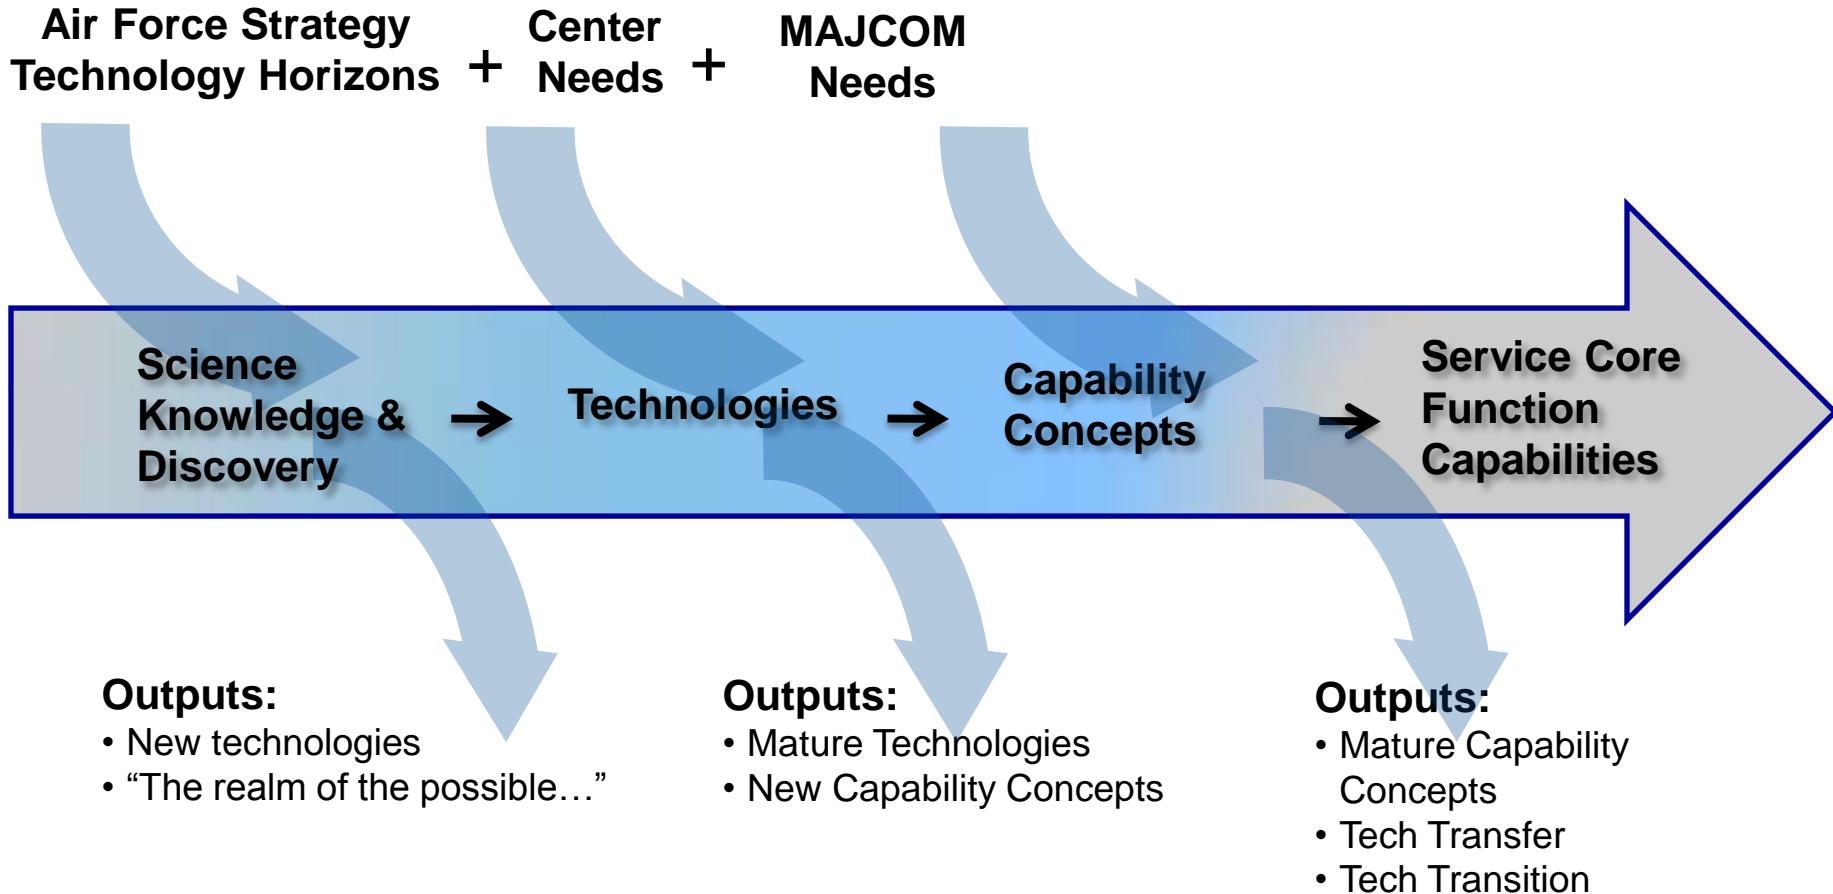 Air Force Strategy
Technology Horizons
+
Center
Needs
+
MAJCOM
Needs
Science
Knowledge &
Discovery
Technologies
Capability
Concepts
Service Core
Function
Capabilities
Outputs:
• New technologies
• “The realm of the possible…”
Outputs:
• Mature Technologies
• New Capability Concepts
Outputs:
• Mature Capability
Concepts
• Tech Transfer
• Tech Transition